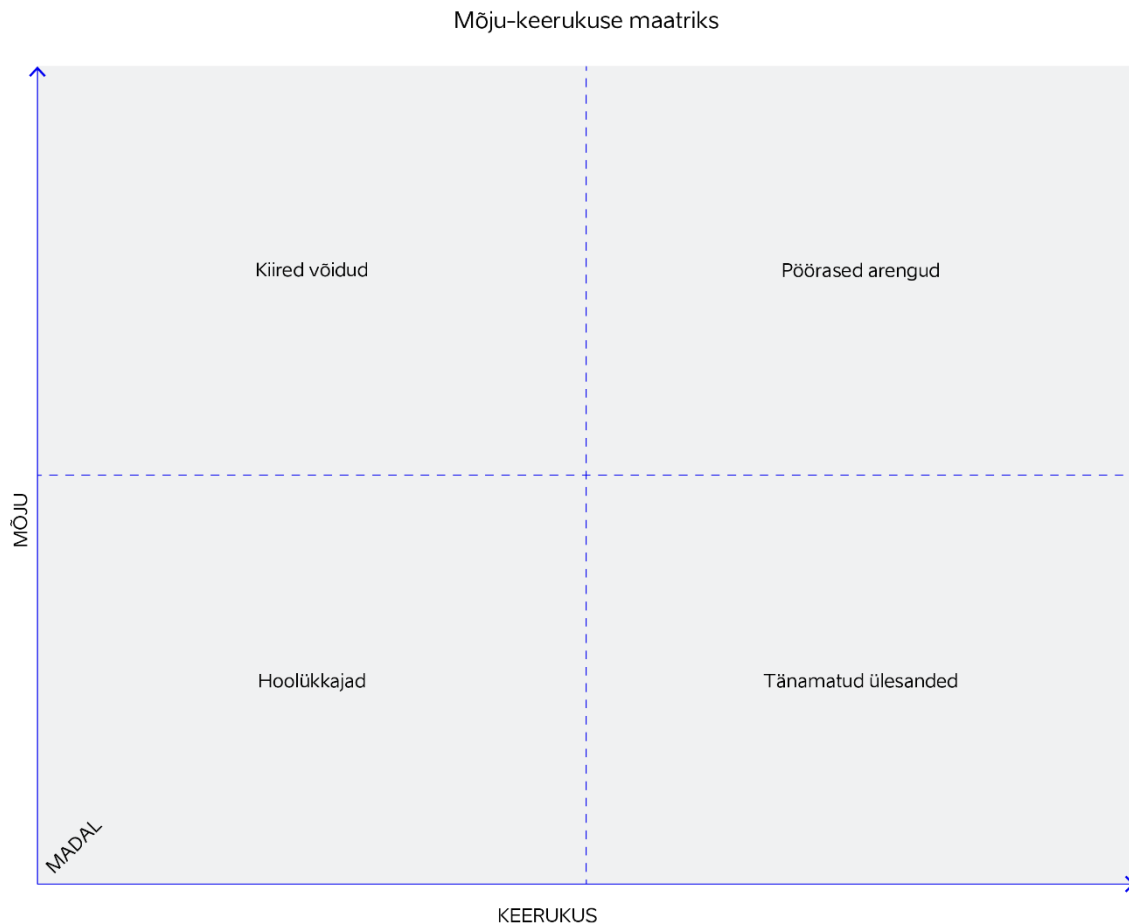 Mõju-keerukuse maatriks
Kiired võidud
Pöörased arengud
MÕJU
Hoolükkajad
Tänamatud ülesanded
MADAL
KEERUKUS